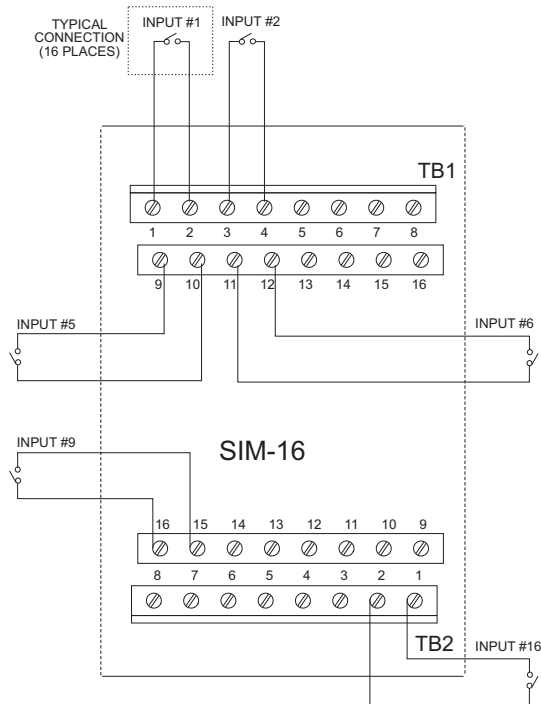 TYPICAL
CONNECTION
(16 PLACES)
INPUT #1
INPUT #2
TB1
1 2 3 4 5 6 7 8
9 10 11 12 13 14 15 16
INPUT #5
INPUT #6
INPUT #9
SIM-16
16 15 14 13 12 11 10 9
8 7 6 5 4 3 2 1
TB2
INPUT #16